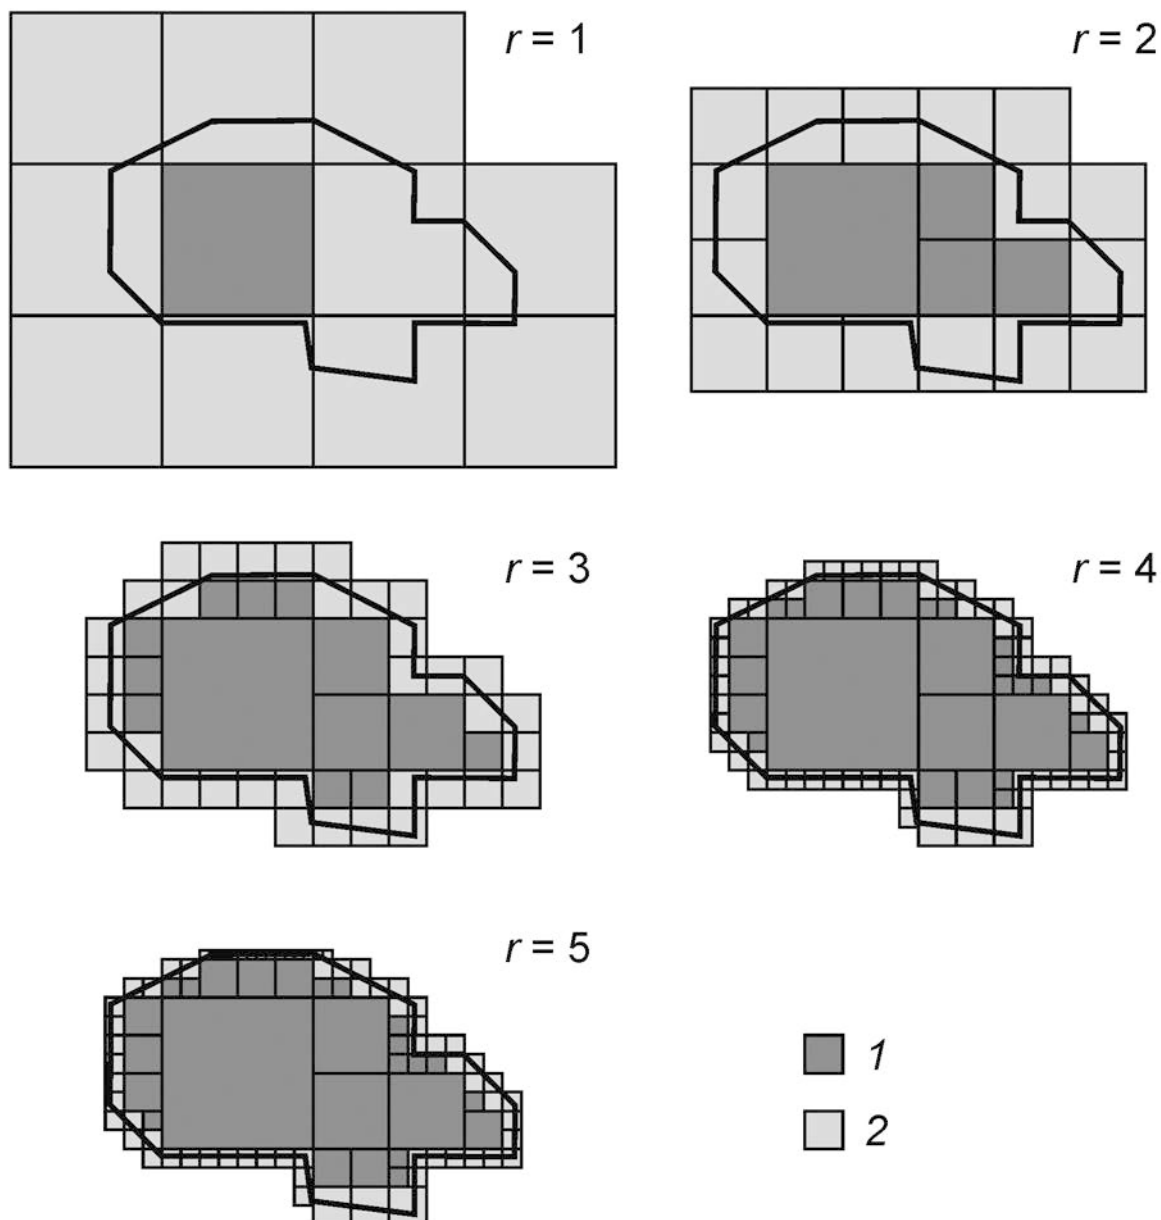 r = 1
r = 2
r = 3
r = 4
r = 5
1
2